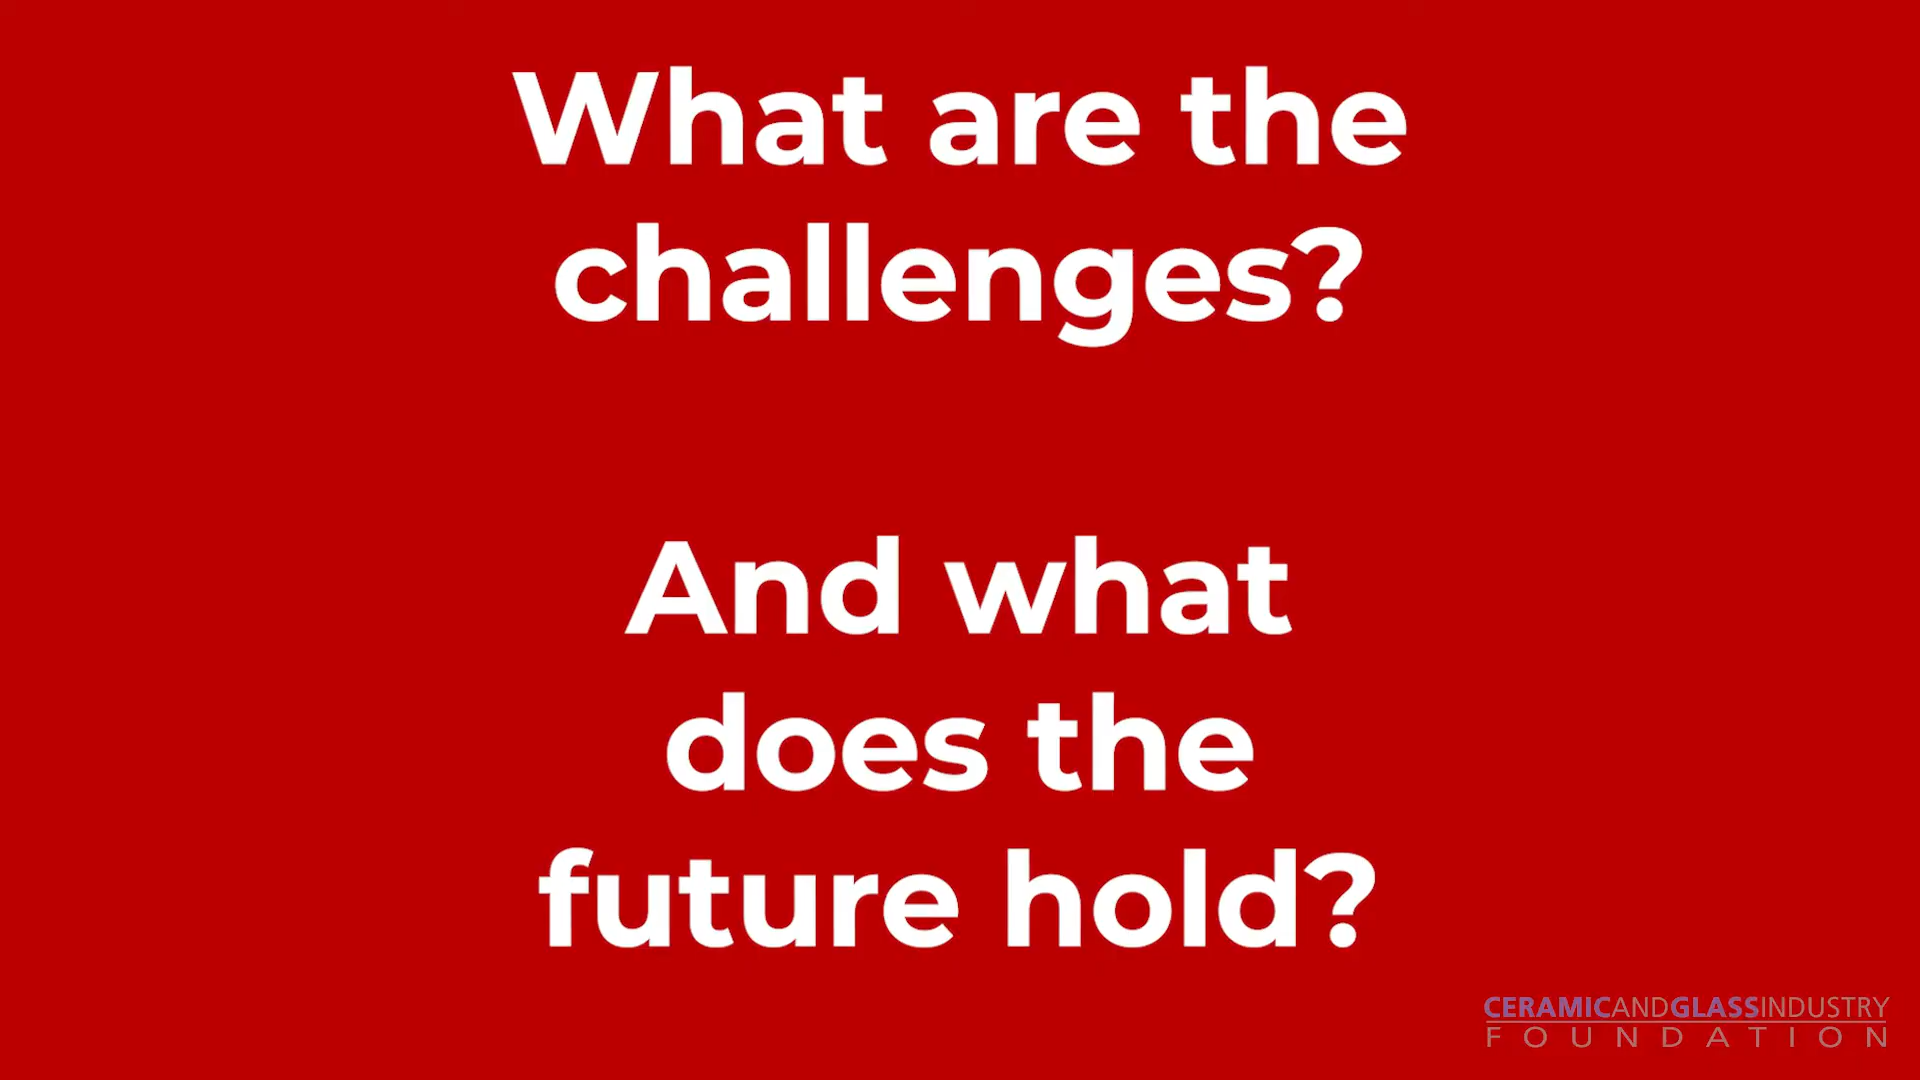 What are the
challenges?
And what
does the
future hold?
CERAMICANDGLASSINDUSTRY
FOUNDATION